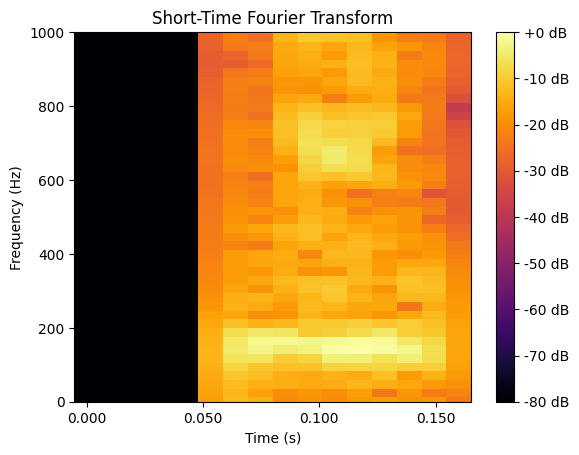 Short-Time Fourier Transform
1000
800
600
400
200
0
Frequency (Hz)
0.000
0.050
0.100
0.150
Time (s)
+0 dB
-10 dB
-20 dB
-30 dB
-40 dB
-50 dB
-60 dB
-70 dB
-80 dB